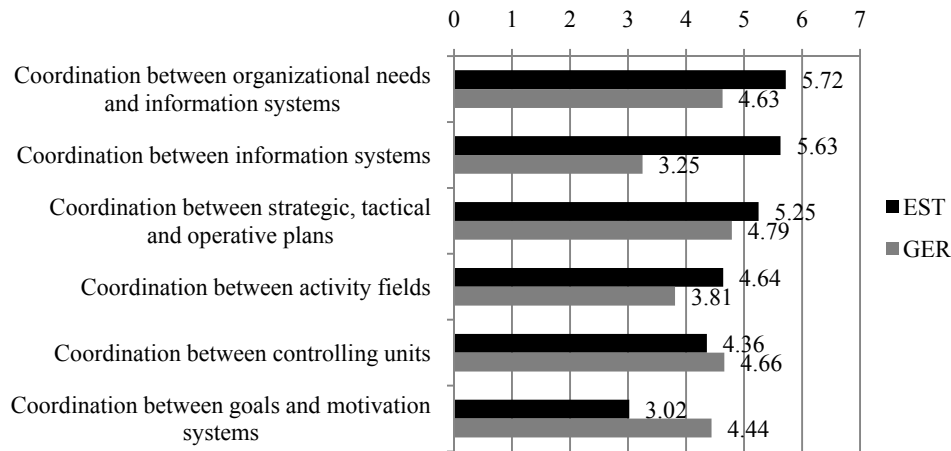 0 1 2 3 4 5 6 7
Coordination between organizational needs
and information systems
5.72
4.63
Coordination between information systems
5.63
3.25
Coordination between strategic, tactical
and operative plans
5.25
4.79
Coordination between activity fields
4.64
3.81
Coordination between controlling units
4.36
4.66
Coordination between goals and motivation
systems
3.02
4.44
EST
GER